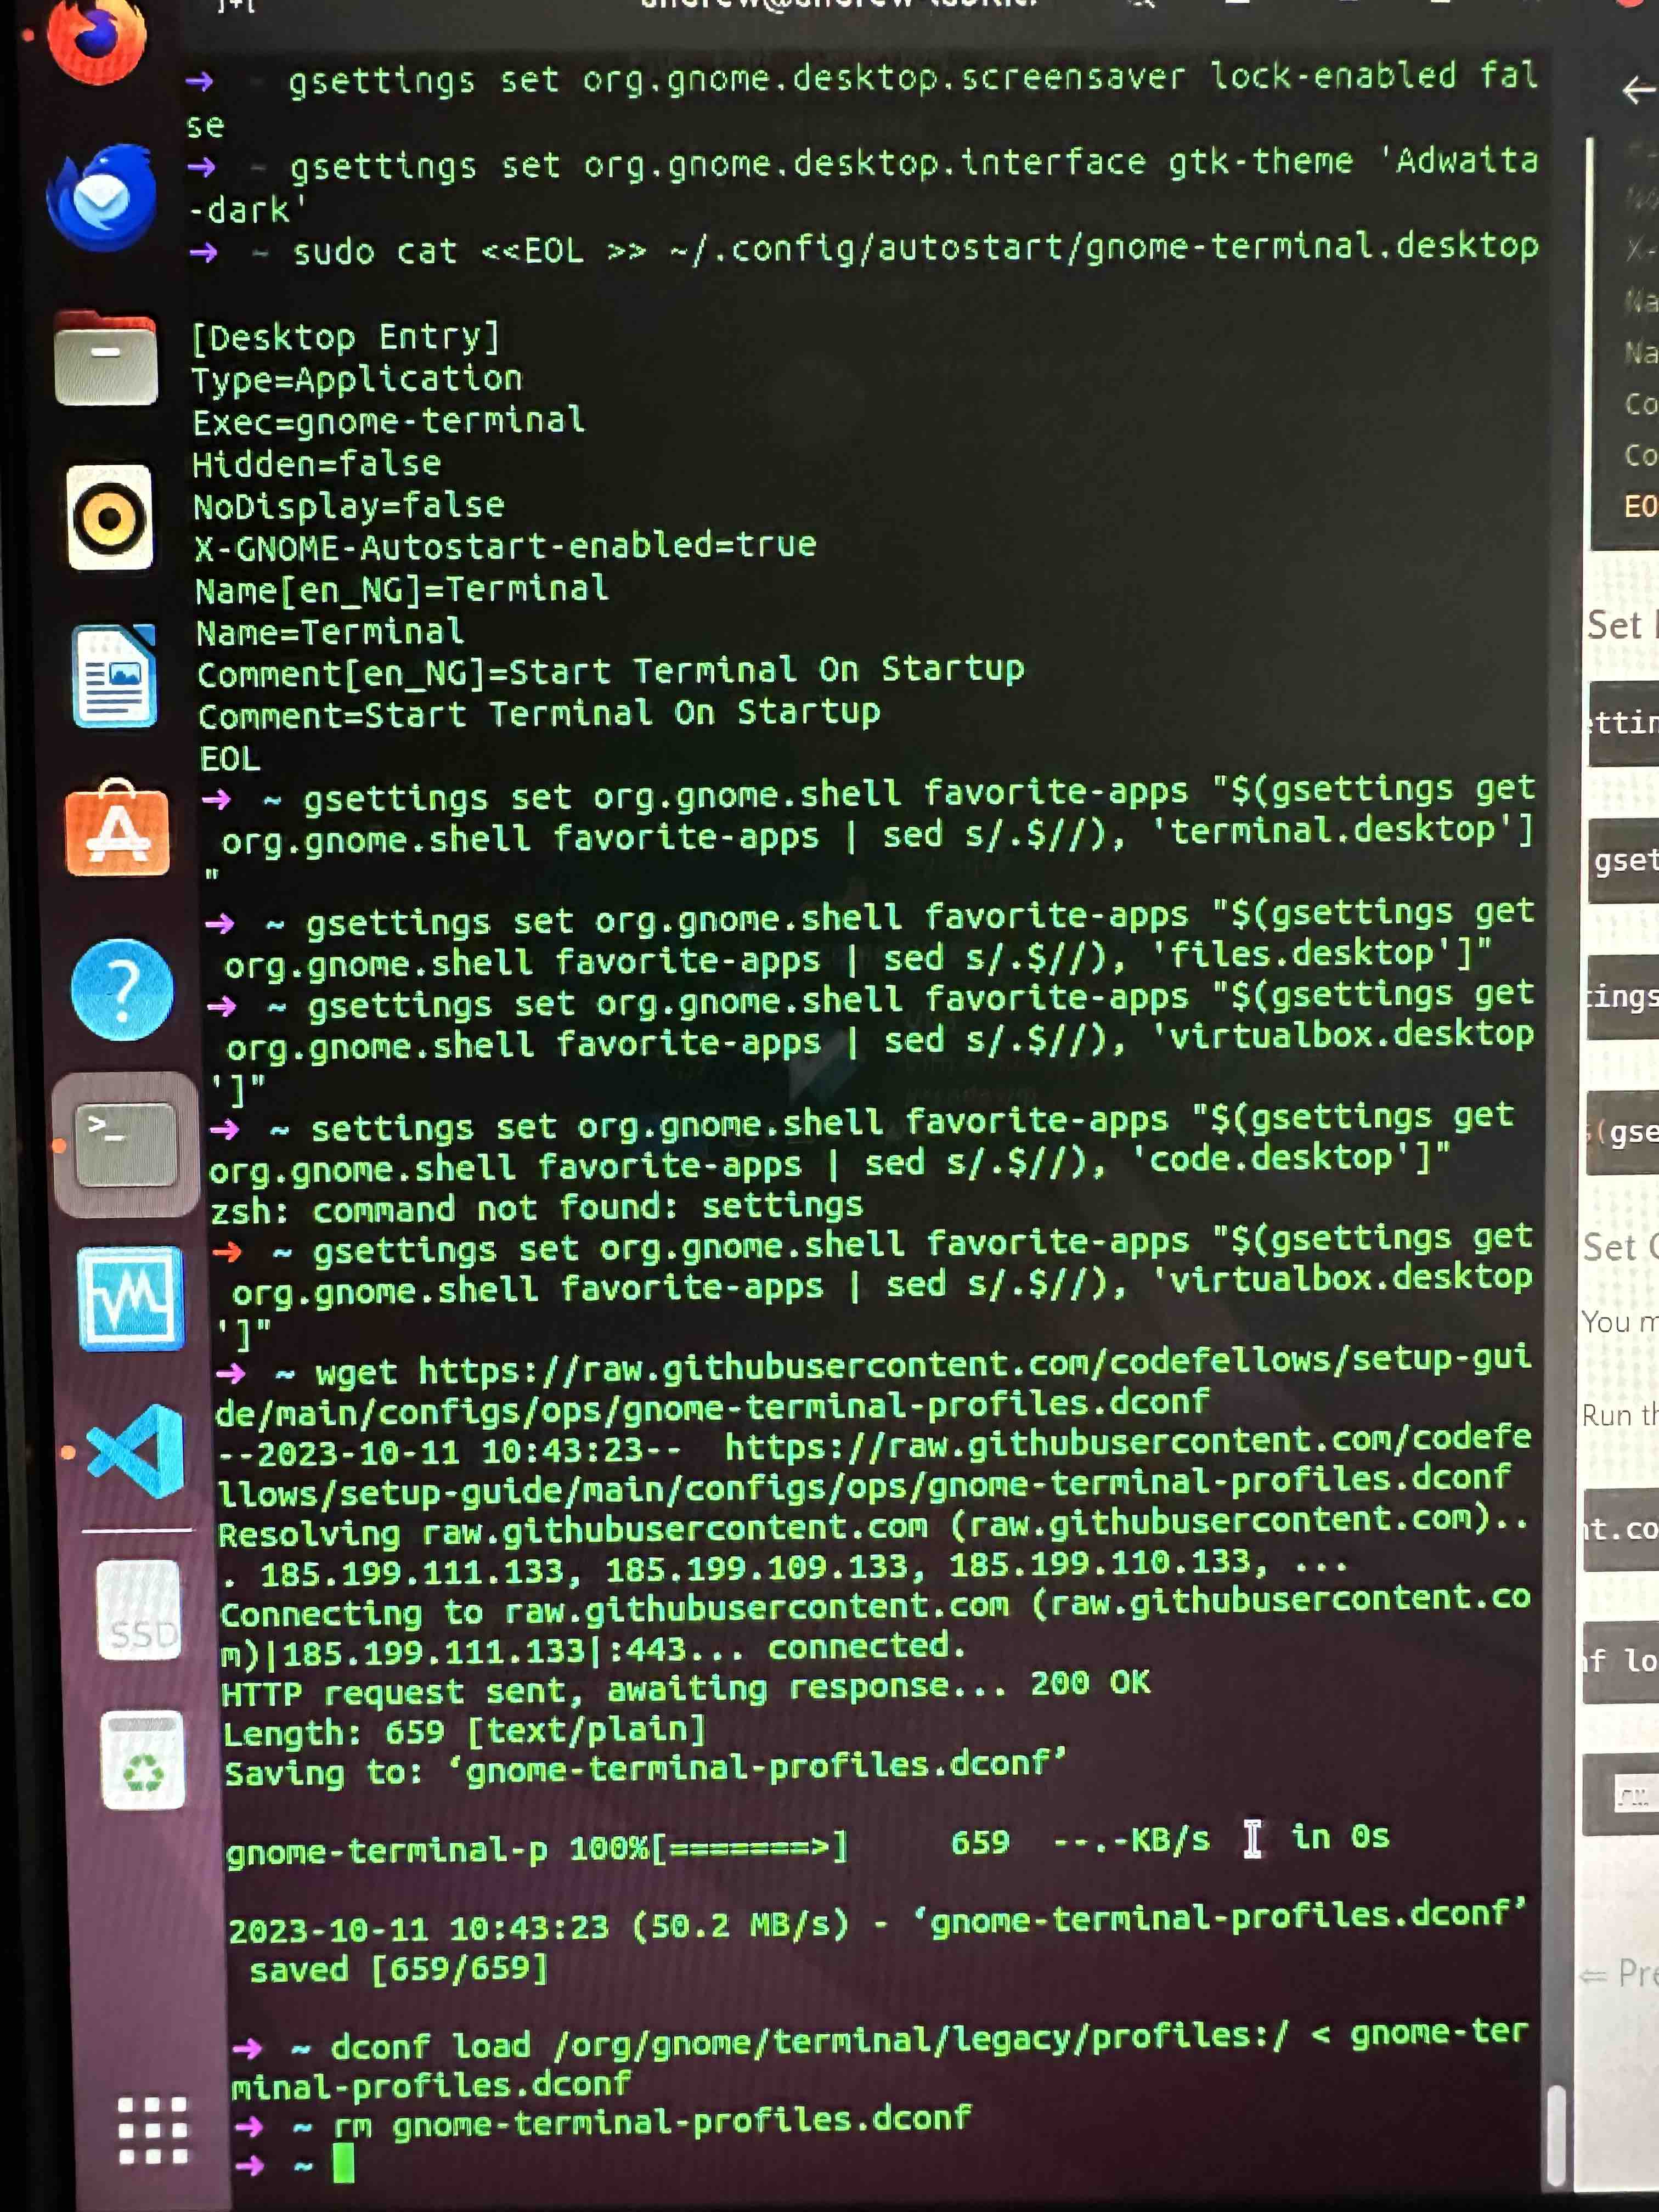 → ~ gsettings set org.gnome.desktop.screensaver lock-enabled fal
se
→ ~ gsettings set org.gnome.desktop.interface gtk-theme 'Adwaita
-dark'
→ ~ sudo cat <<EOL >> ~/.config/autostart/gnome-terminal.desktop
[Desktop Entry]
Type=Application
Exec=gnome-terminal
Hidden=false
NoDisplay=false
X-GNOME-Autostart-enabled=true
Name[en_NG]=Terminal
Name=Terminal
Comment[en_NG]=Start Terminal On Startup
Comment=Start Terminal On Startup
EOL
→ ~ gsettings set org.gnome.shell favorite-apps "$(gsettings get
org.gnome.shell favorite-apps | sed s/.$//), 'terminal.desktop']
"
→ ~ gsettings set org.gnome.shell favorite-apps "$(gsettings get
org.gnome.shell favorite-apps | sed s/.$//), 'files.desktop']"
→ ~ gsettings set org.gnome.shell favorite-apps "$(gsettings get
org.gnome.shell favorite-apps | sed s/.$//), 'virtualbox.desktop
']"
→ ~ settings set org.gnome.shell favorite-apps "$(gsettings get
org.gnome.shell favorite-apps | sed s/.$//), 'code.desktop']"
zsh: command not found: settings
→ ~ gsettings set org.gnome.shell favorite-apps "$(gsettings get
org.gnome.shell favorite-apps | sed s/.$//), 'virtualbox.desktop
']"
→ ~ wget https://raw.githubusercontent.com/codefellows/setup-gui
de/main/configs/ops/gnome-terminal-profiles.dconf
--2023-10-11 10:43:23-- https://raw.githubusercontent.com/codefe
llows/setup-guide/main/configs/ops/gnome-terminal-profiles.dconf
Resolving raw.githubusercontent.com (raw.githubusercontent.com)..
. 185.199.111.133, 185.199.109.133, 185.199.110.133, ...
Connecting to raw.githubusercontent.com (raw.githubusercontent.co
m)|185.199.111.133|:443... connected.
HTTP request sent, awaiting response... 200 OK
Length: 659 [text/plain]
Saving to: ‘gnome-terminal-profiles.dconf’
gnome-terminal-p 100%[=======>] 659 --.-KB/s in 0s
2023-10-11 10:43:23 (50.2 MB/s) - ‘gnome-terminal-profiles.dconf’
saved [659/659]
→ ~ dconf load /org/gnome/terminal/legacy/profiles:/ < gnome-ter
minal-profiles.dconf
→ ~ rm gnome-terminal-profiles.dconf
→ ~
SSD
←
X-
Na
Na
Co
Co
EO
Set
ttin
gset
tings
(gse
Set
You m
Run th
t.co
f lo
rm
⇐ Pre